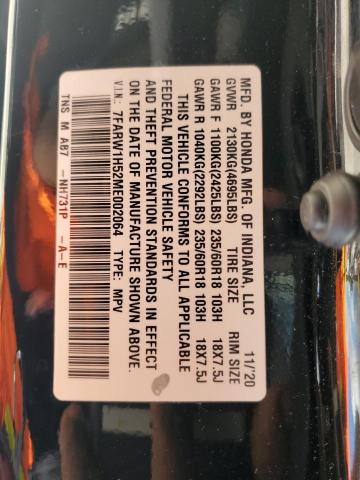 MFD. BY HONDA MFG. OF INDIANA, LLC 11/'20
GVWR 2130KG(4695LBS) TIRE SIZE RIM SIZE
GAWR F 1100KG(2425LBS) 235/60R18 103H 18X7.5J
GAWR R 1040KG(2292LBS) 235/60R18 103H 18X7.5J
THIS VEHICLE CONFORMS TO ALL APPLICABLE
FEDERAL MOTOR VEHICLE SAFETY
AND THEFT PREVENTION STANDARDS IN EFFECT
ON THE DATE OF MANUFACTURE SHOWN ABOVE.
V.I.N.: 7FARW1H52ME002064 TYPE: MPV
TNS M AB7 -NH731P -A-E